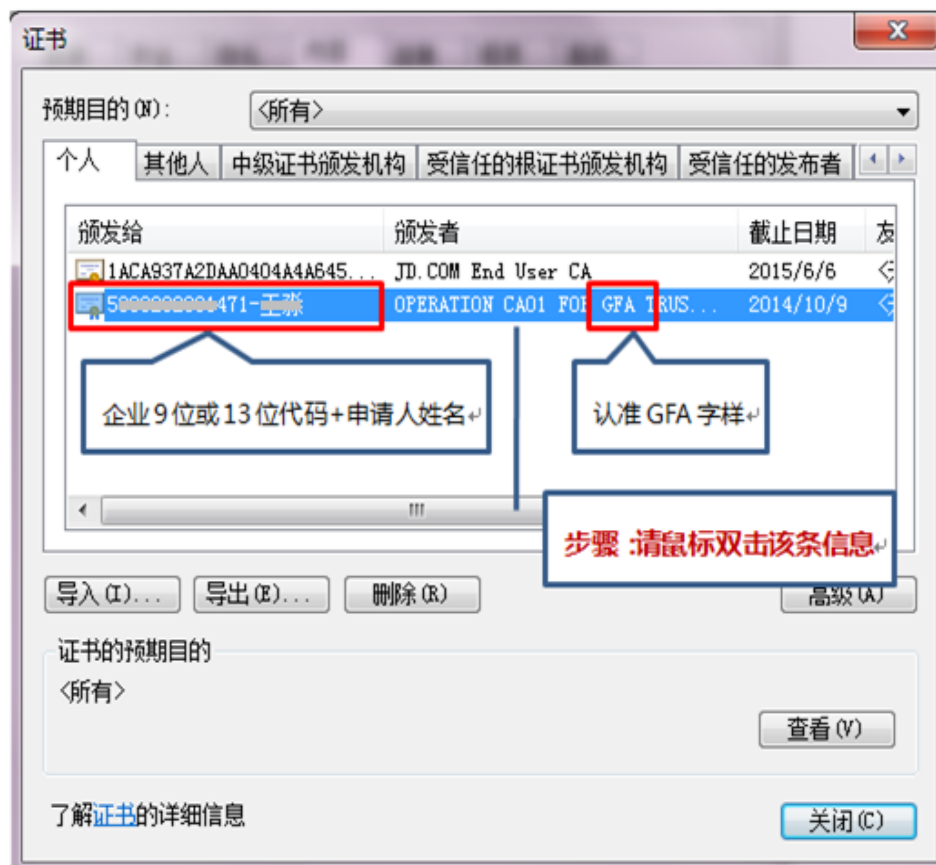 证书
预期目的(N): <所有>
个人 其他人 中级证书颁发机构 受信任的根证书颁发机构 受信任的发布者
颁发给 颁发者 截止日期
1ACA937A2DAA0404A4A645... JD.COM End User CA 2015/6/6
471- OPERATION CA01 FOR GFA TRUS... 2014/10/9
企业9位或13位代码+申请人姓名
认准GFA字样
步骤:请鼠标双击该条信息
导入(I)... 导出(E)... 删除(R) 高级(A)
证书的预期目的
<所有>
查看(V)
了解证书的详细信息
关闭(C)